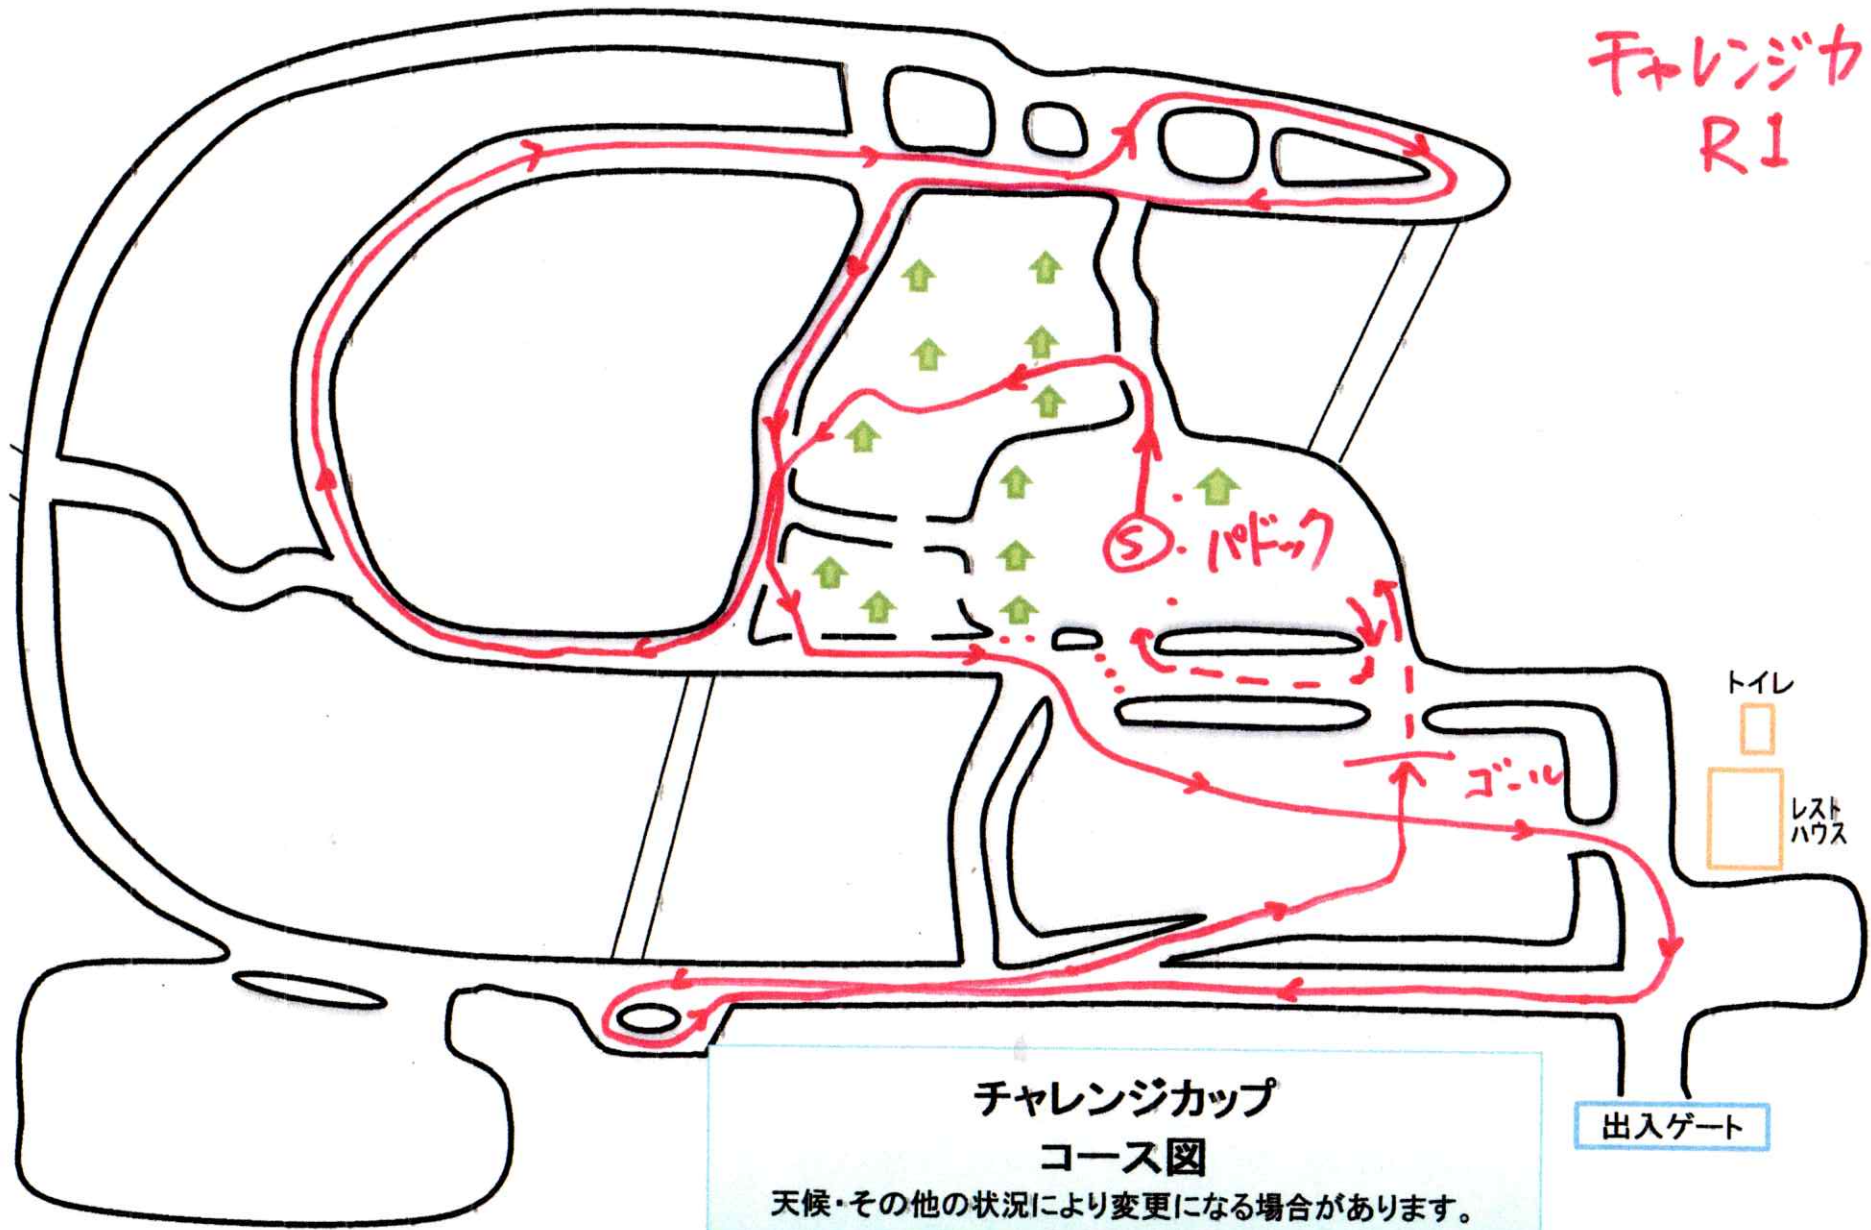 チャレンジカ
R1
S
パドック
トイレ
ゴール
レスト
ハウス
チャレンジカップ
コース図
天候・その他の状況により変更になる場合があります。
出入ゲート